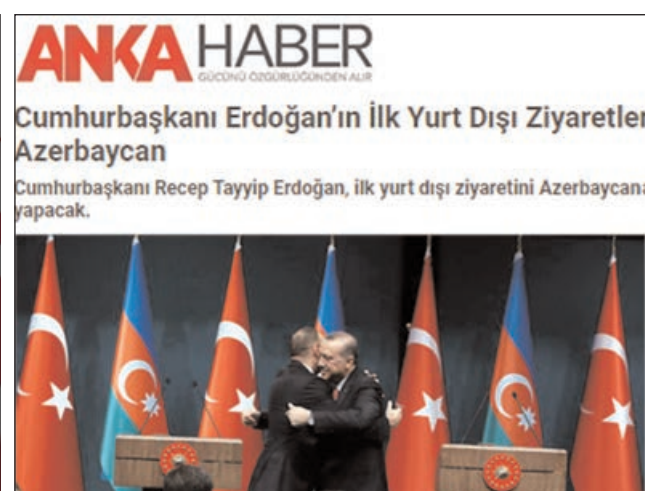 ANKA HABER
GÜCÜNÜ ÖZGÜRLÜĞÜNDEN ALIR
Cumhurbaşkanı Erdoğan’ın İlk Yurt Dışı Ziyaretler
Azerbaycan
Cumhurbaşkanı Recep Tayyip Erdoğan, ilk yurt dışı ziyaretini Azerbaycana
yapacak.